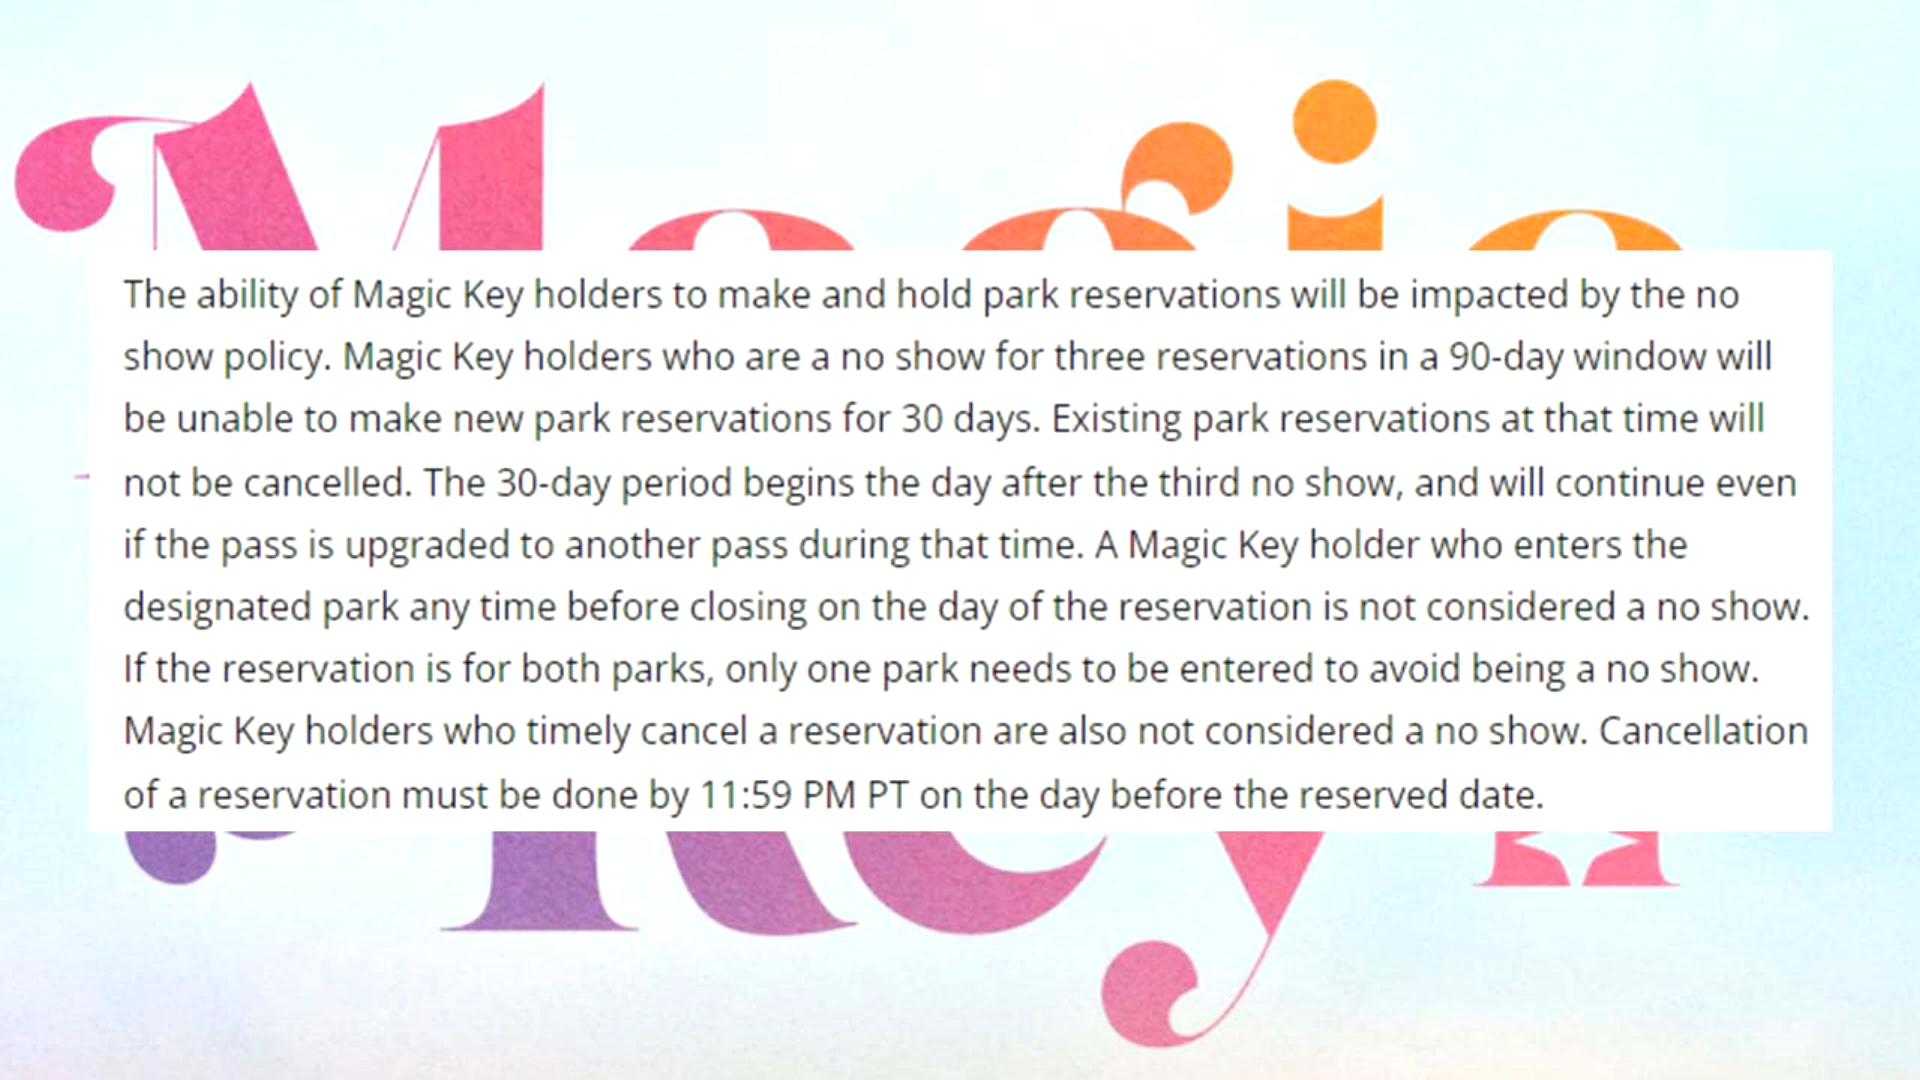 Magic
The ability of Magic Key holders to make and hold park reservations will be impacted by the no
show policy. Magic Key holders who are a no show for three reservations in a 90-day window will
be unable to make new park reservations for 30 days. Existing park reservations at that time will
not be cancelled. The 30-day period begins the day after the third no show, and will continue even
if the pass is upgraded to another pass during that time. A Magic Key holder who enters the
designated park any time before closing on the day of the reservation is not considered a no show.
If the reservation is for both parks, only one park needs to be entered to avoid being a no show.
Magic Key holders who timely cancel a reservation are also not considered a no show. Cancellation
of a reservation must be done by 11:59 PM PT on the day before the reserved date.
Key